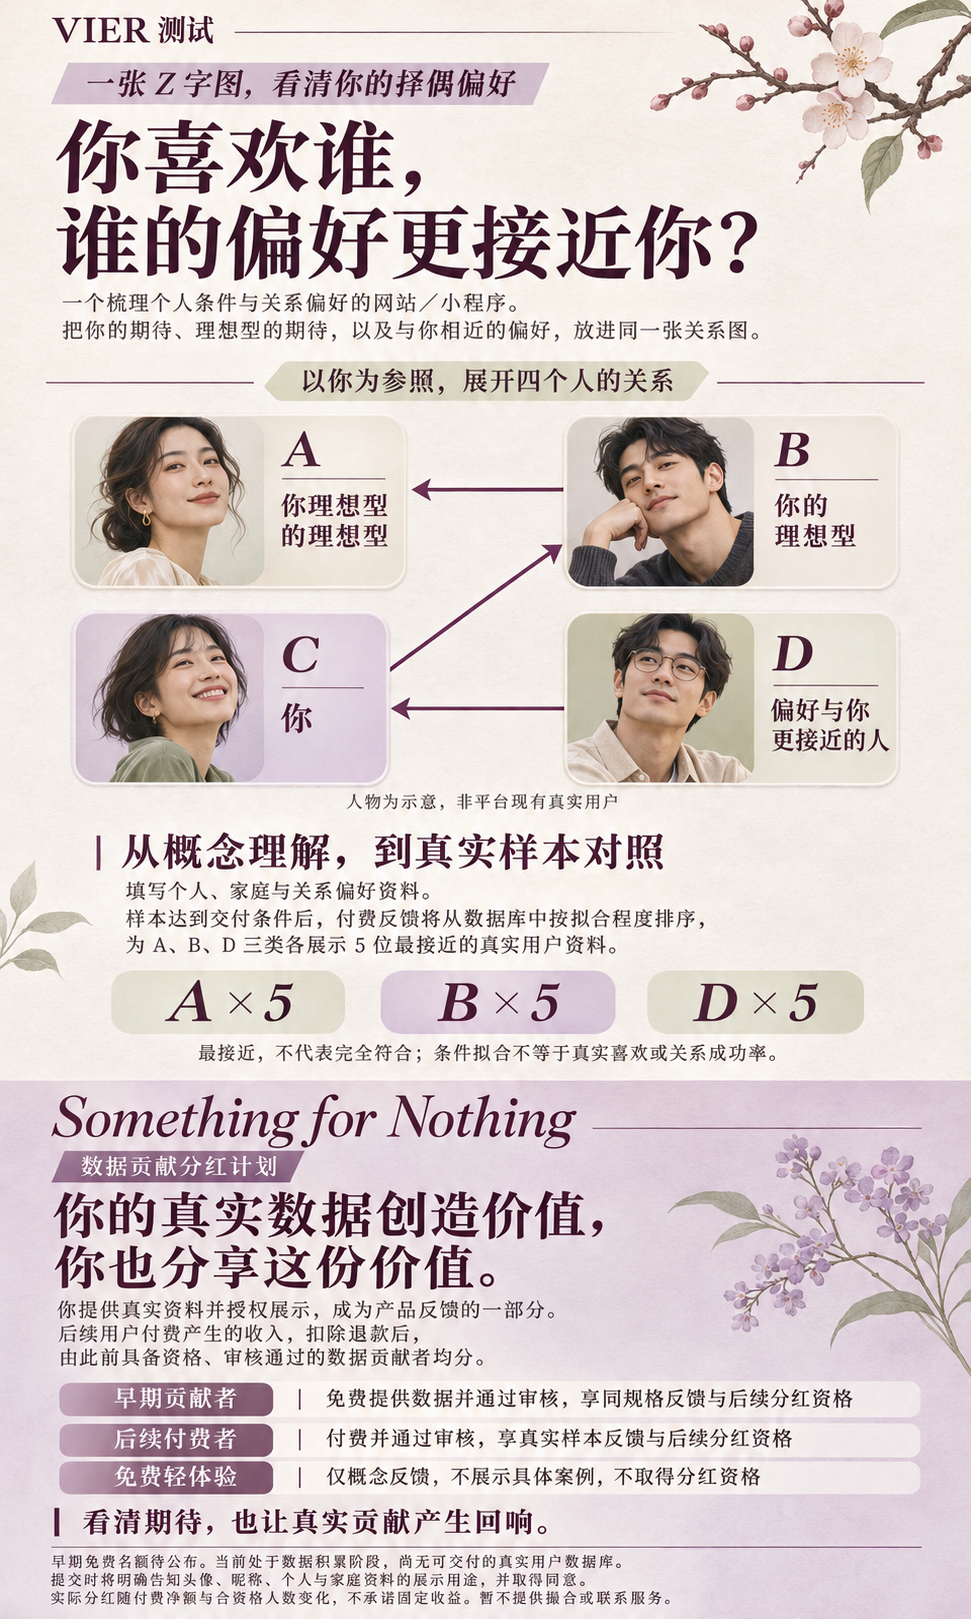 VIER 测试
一张 Z 字图，看清你的择偶偏好
你喜欢谁，
谁的偏好更接近你？
一个梳理个人条件与关系偏好的网站／小程序。
把你的期待、理想型的期待，以及与你相近的偏好，放进同一张关系图。
以你为参照，展开四个人的关系
A
你理想型
的理想型
B
你的
理想型
C
你
D
偏好与你
更接近的人
人物为示意，非平台现有真实用户
从概念理解，到真实样本对照
填写个人、家庭与关系偏好资料。
样本达到交付条件后，付费反馈将从数据库中按拟合程度排序，
为 A、B、D 三类各展示 5 位最接近的真实用户资料。
A × 5
B × 5
D × 5
最接近，不代表完全符合；条件拟合不等于真实喜欢或关系成功率。
Something for Nothing
数据贡献分红计划
你的真实数据创造价值，
你也分享这份价值。
你提供真实资料并授权展示，成为产品反馈的一部分。
后续用户付费产生的收入，扣除退款后，
由此前具备资格、审核通过的数据贡献者均分。
早期贡献者 | 免费提供数据并通过审核，享同规格反馈与后续分红资格
后续付费者 | 付费并通过审核，享真实样本反馈与后续分红资格
免费轻体验 | 仅概念反馈，不展示具体案例，不取得分红资格
看清期待，也让真实贡献产生回响。
早期免费名额待公布。当前处于数据积累阶段，尚无可交付的真实用户数据库。
提交时将明确告知头像、昵称、个人与家庭资料的展示用途，并取得同意。
实际分红随付费净额与合资格人数变化，不承诺固定收益。暂不提供撮合或联系服务。